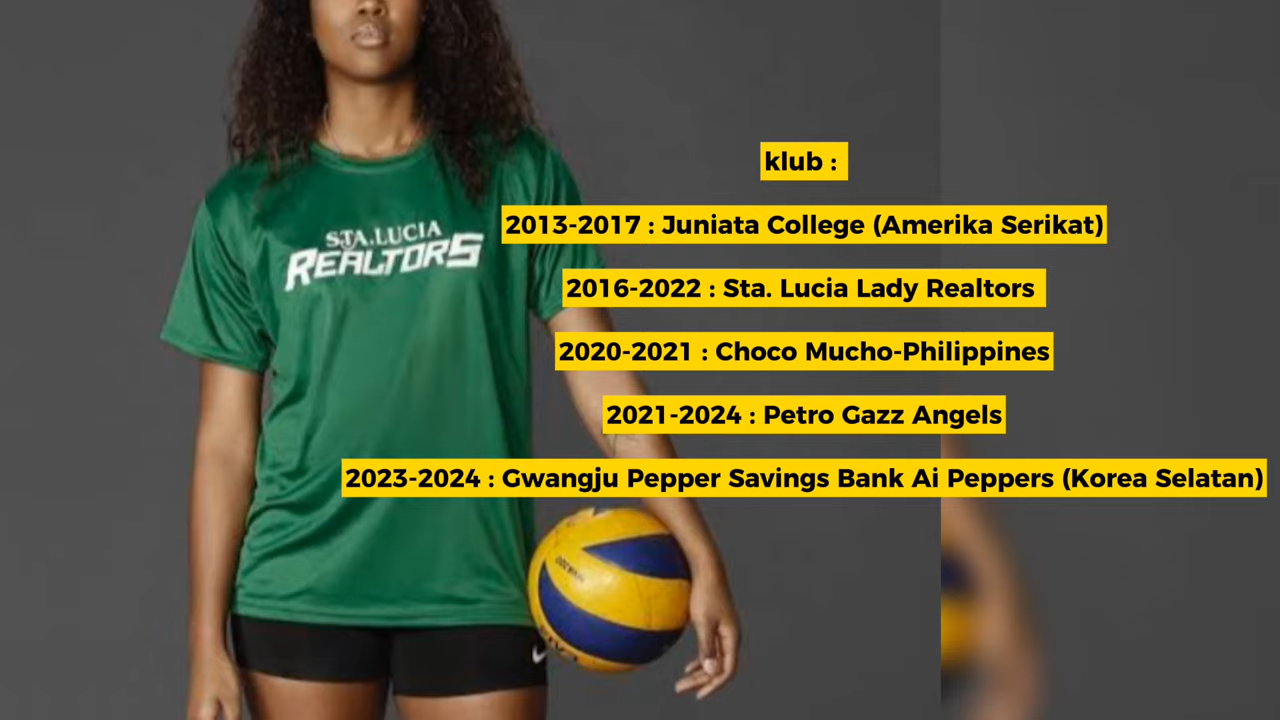 klub :
STA.LUCIA
REALTORS
2013-2017 : Juniata College (Amerika Serikat)
2016-2022 : Sta. Lucia Lady Realtors
2020-2021 : Choco Mucho-Philippines
2021-2024 : Petro Gazz Angels
2023-2024 : Gwangju Pepper Savings Bank Ai Peppers (Korea Selatan)